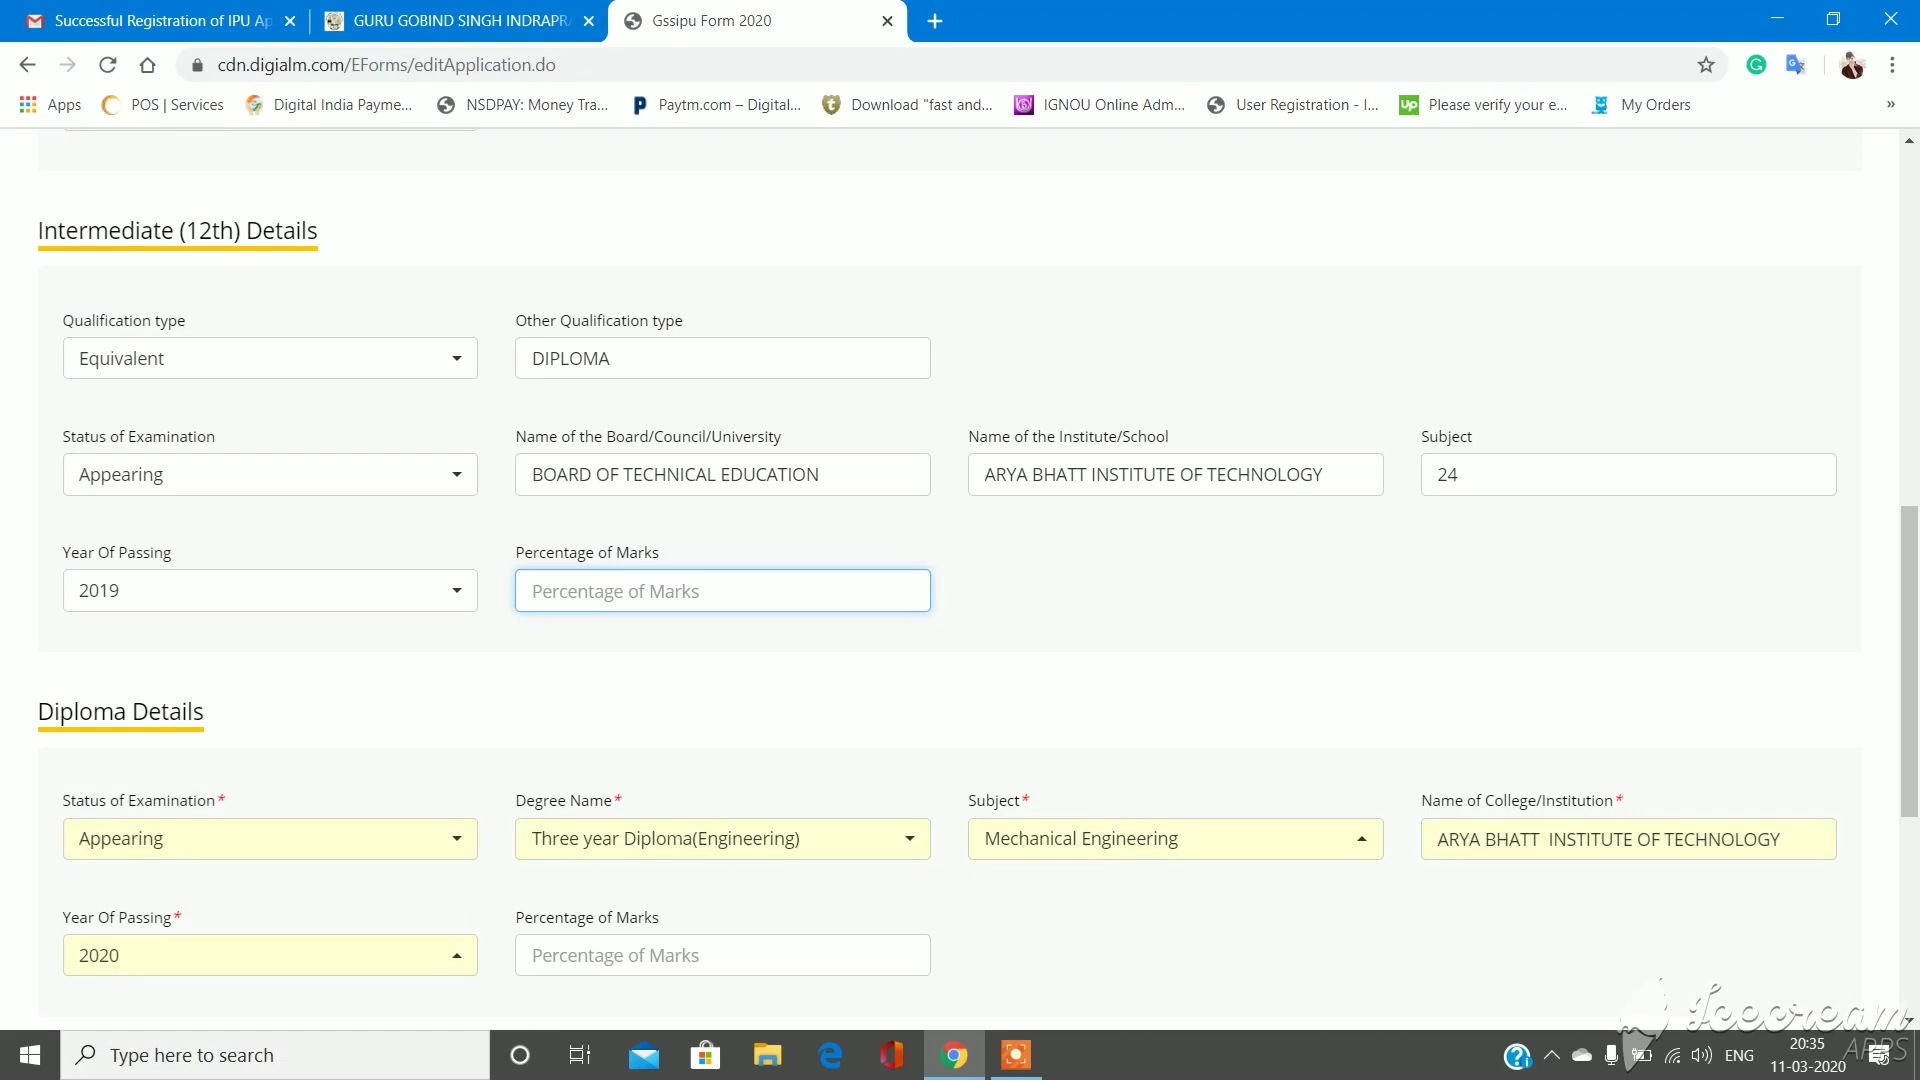 Successful Registration of IPU Ap
GURU GOBIND SINGH INDRAPRA
Gssipu Form 2020
cdn.digialm.com/EForms/editApplication.do
Apps
POS | Services
Digital India Payme...
NSDPAY: Money Tra...
Paytm.com – Digital...
Download "fast and...
IGNOU Online Adm...
User Registration - I...
up
Please verify your e...
My Orders
»
Intermediate (12th) Details
Qualification type
Other Qualification type
Equivalent
DIPLOMA
Status of Examination
Name of the Board/Council/University
Name of the Institute/School
Subject
Appearing
BOARD OF TECHNICAL EDUCATION
ARYA BHATT INSTITUTE OF TECHNOLOGY
24
Year Of Passing
Percentage of Marks
2019
Percentage of Marks
Diploma Details
Status of Examination*
Degree Name*
Subject*
Name of College/Institution*
Appearing
Three year Diploma(Engineering)
Mechanical Engineering
ARYA BHATT  INSTITUTE OF TECHNOLOGY
Year Of Passing*
Percentage of Marks
2020
Percentage of Marks
Icecream
APPS
Type here to search
ENG
20:35
11-03-2020